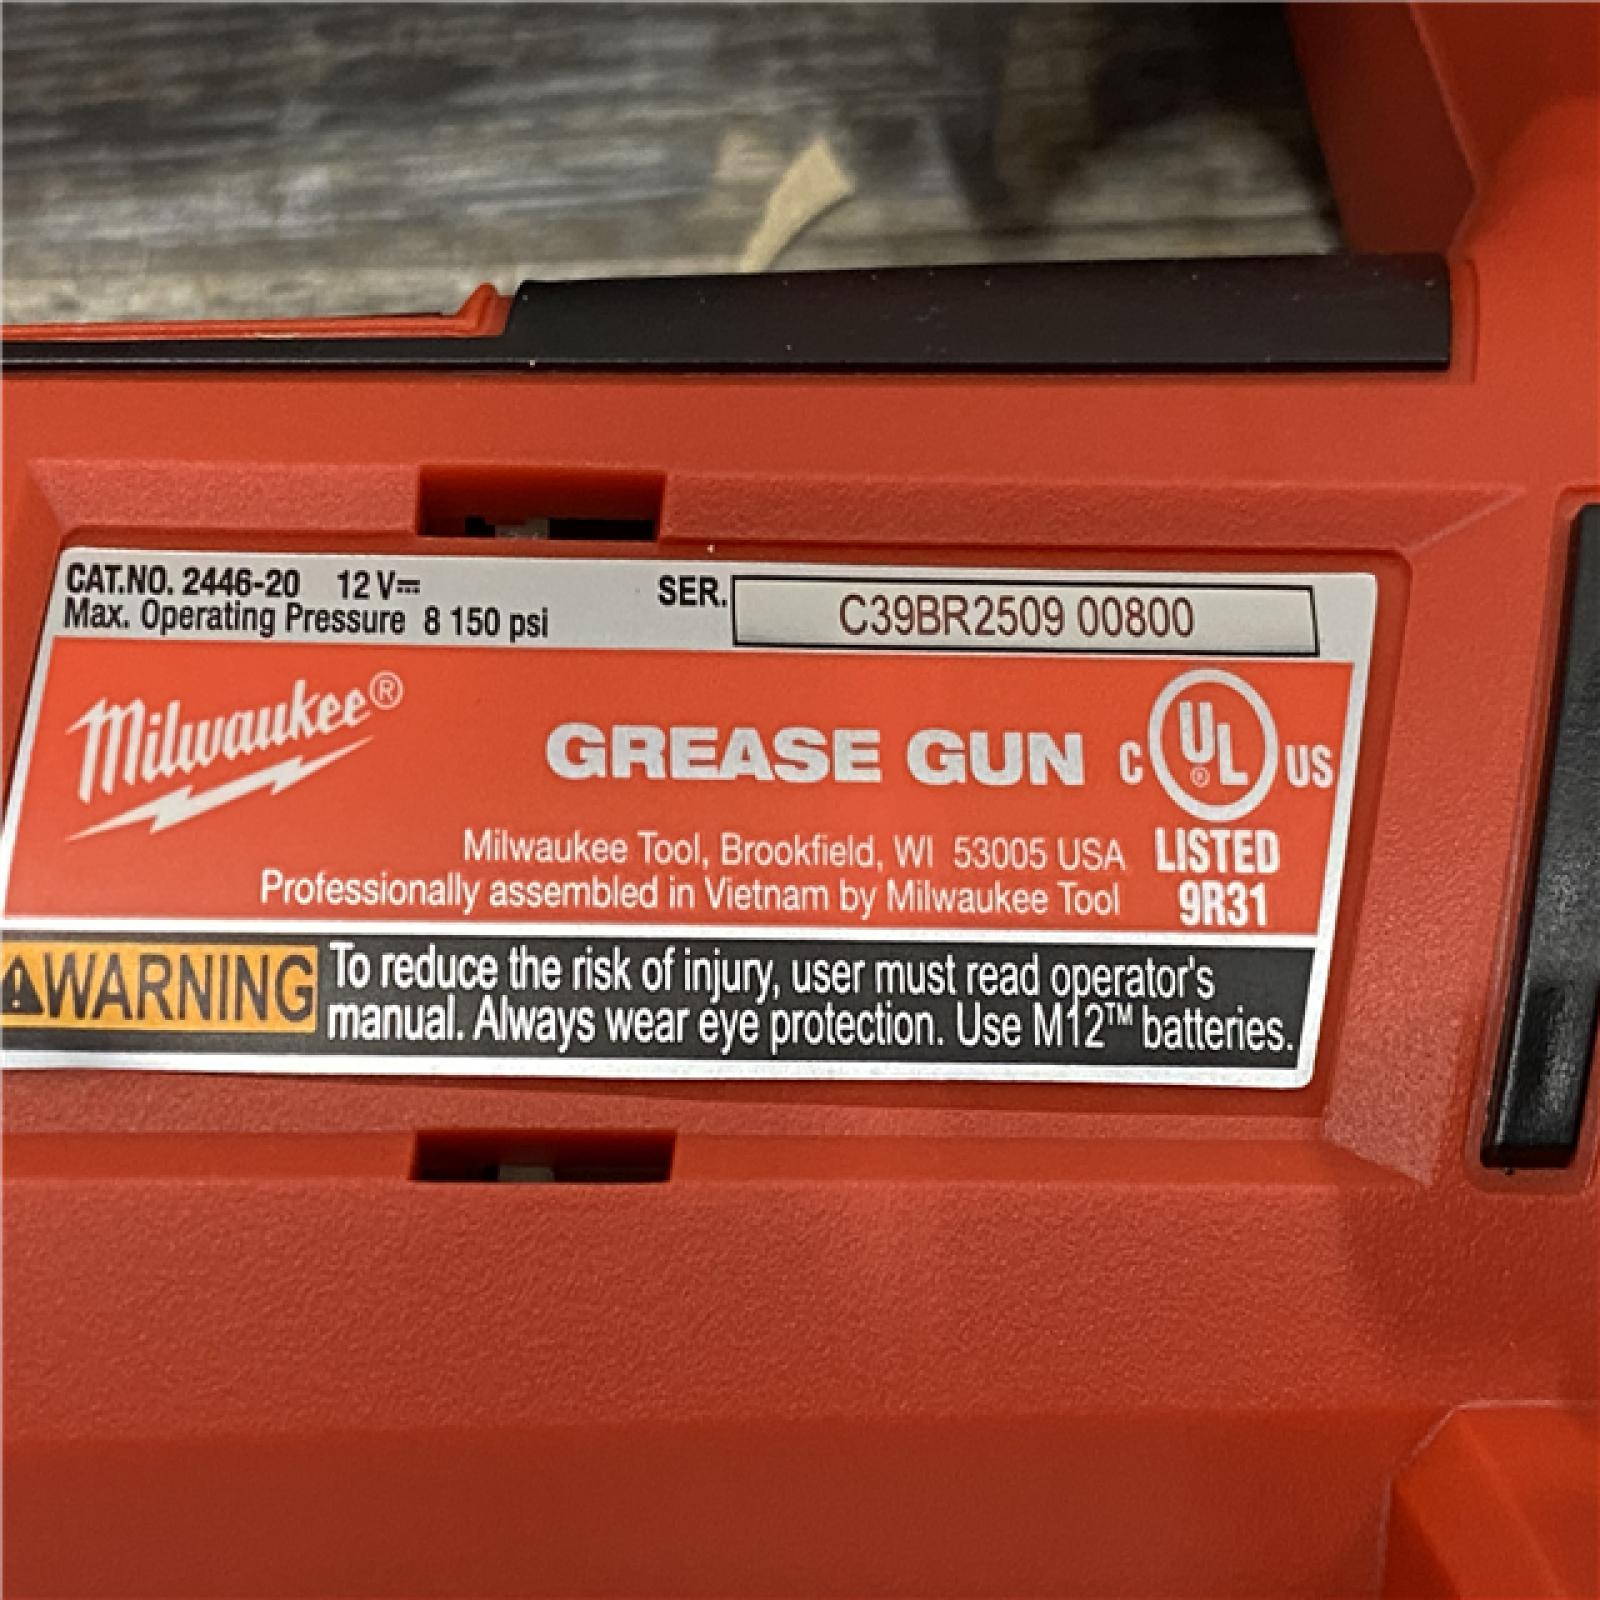 CAT.NO. 2446-20 12 V⎓ SER. C39BR2509 00800
Max. Operating Pressure 8 150 psi
Milwaukee®
GREASE GUN
C UL® US
LISTED
9R31
Milwaukee Tool, Brookfield, WI 53005 USA
Professionally assembled in Vietnam by Milwaukee Tool
⚠WARNING To reduce the risk of injury, user must read operator's
manual. Always wear eye protection. Use M12™ batteries.